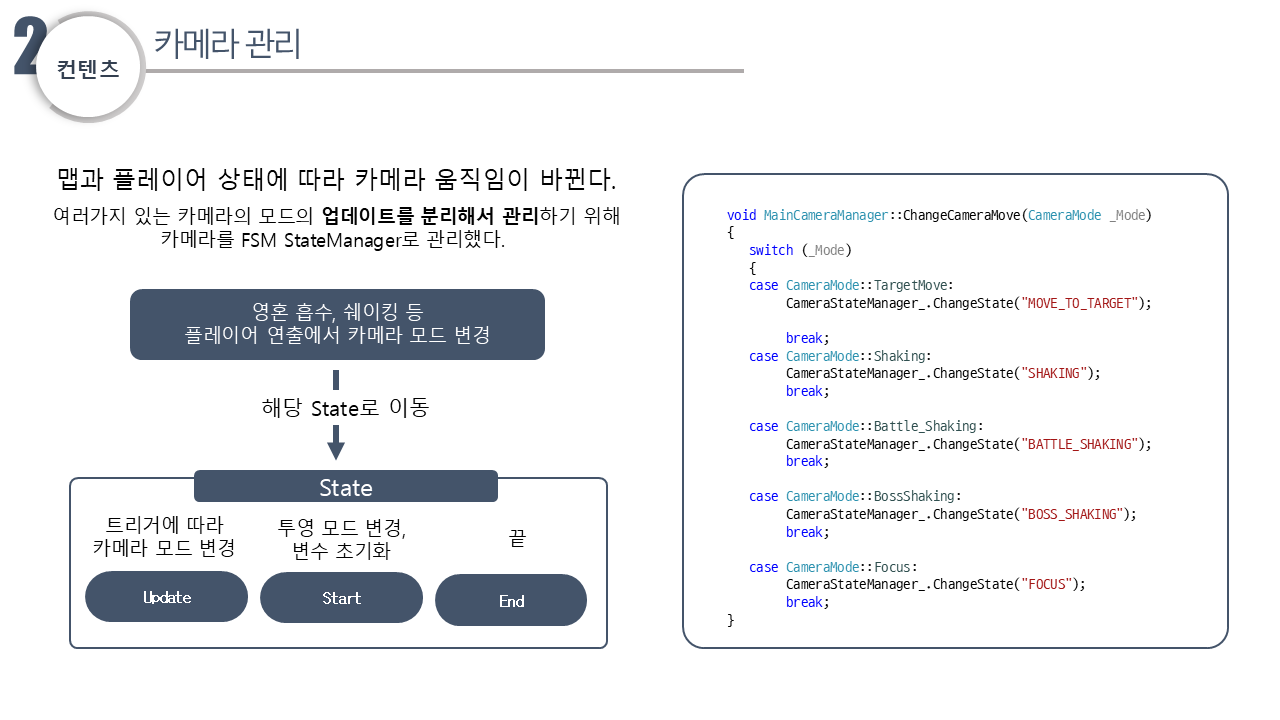 2
컨텐츠
카메라 관리
맵과 플레이어 상태에 따라 카메라 움직임이 바뀐다.
여러가지 있는 카메라의 모드의 업데이트를 분리해서 관리하기 위해
카메라를 FSM StateManager로 관리했다.
영혼 흡수, 쉐이킹 등
플레이어 연출에서 카메라 모드 변경
해당 State로 이동
State
트리거에 따라
카메라 모드 변경
Update
투영 모드 변경,
변수 초기화
Start
끝
End
void MainCameraManager::ChangeCameraMove(CameraMode _Mode)
{
switch (_Mode)
{
case CameraMode::TargetMove:
CameraStateManager_.ChangeState("MOVE_TO_TARGET");
break;
case CameraMode::Shaking:
CameraStateManager_.ChangeState("SHAKING");
break;
case CameraMode::Battle_Shaking:
CameraStateManager_.ChangeState("BATTLE_SHAKING");
break;
case CameraMode::BossShaking:
CameraStateManager_.ChangeState("BOSS_SHAKING");
break;
case CameraMode::Focus:
CameraStateManager_.ChangeState("FOCUS");
break;
}